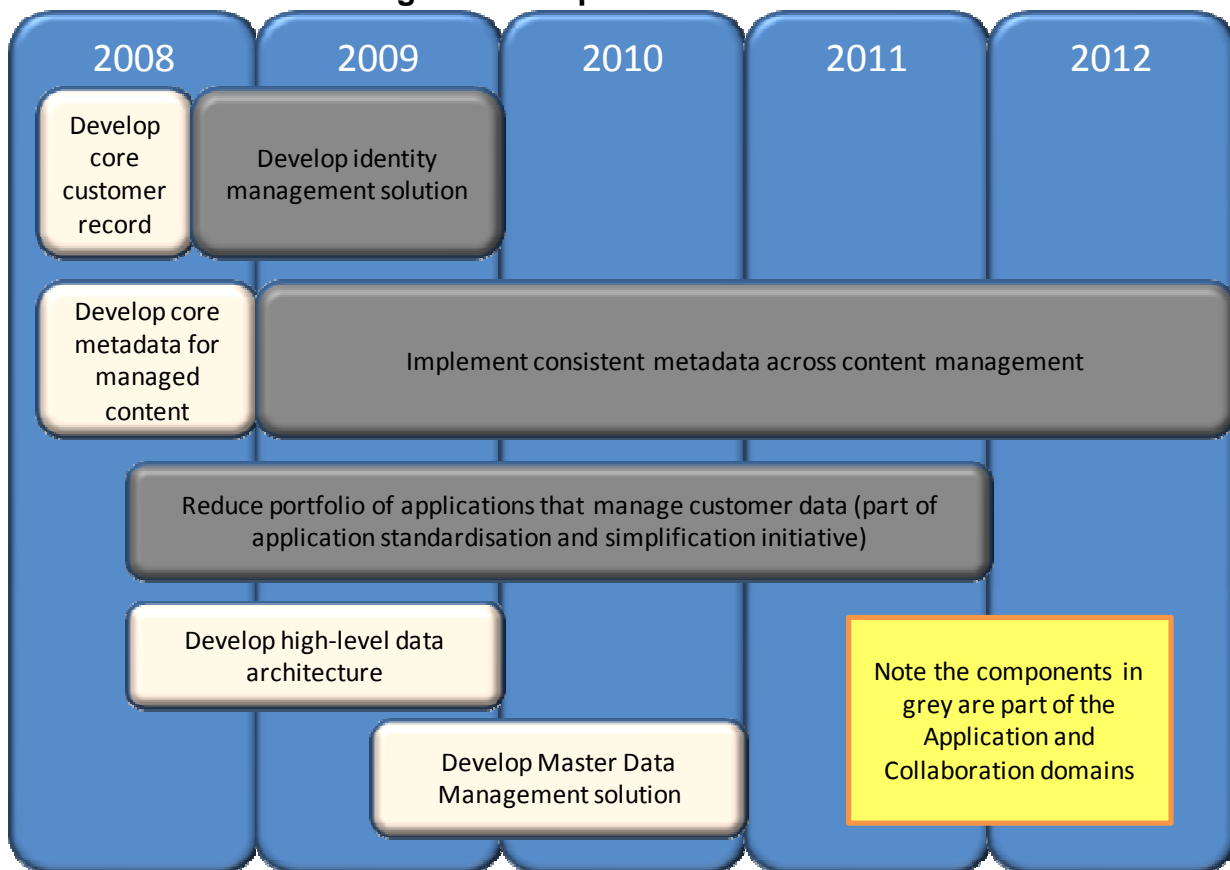 2008 2009 2010 2011 2012
Develop
core
customer
record
Develop identity
management solution
Develop core
metadata for
managed
content
Implement consistent metadata across content management
Reduce portfolio of applications that manage customer data (part of
application standardisation and simplification initiative)
Develop high-level data
architecture
Note the components in
grey are part of the
Application and
Collaboration domains
Develop Master Data
Management solution